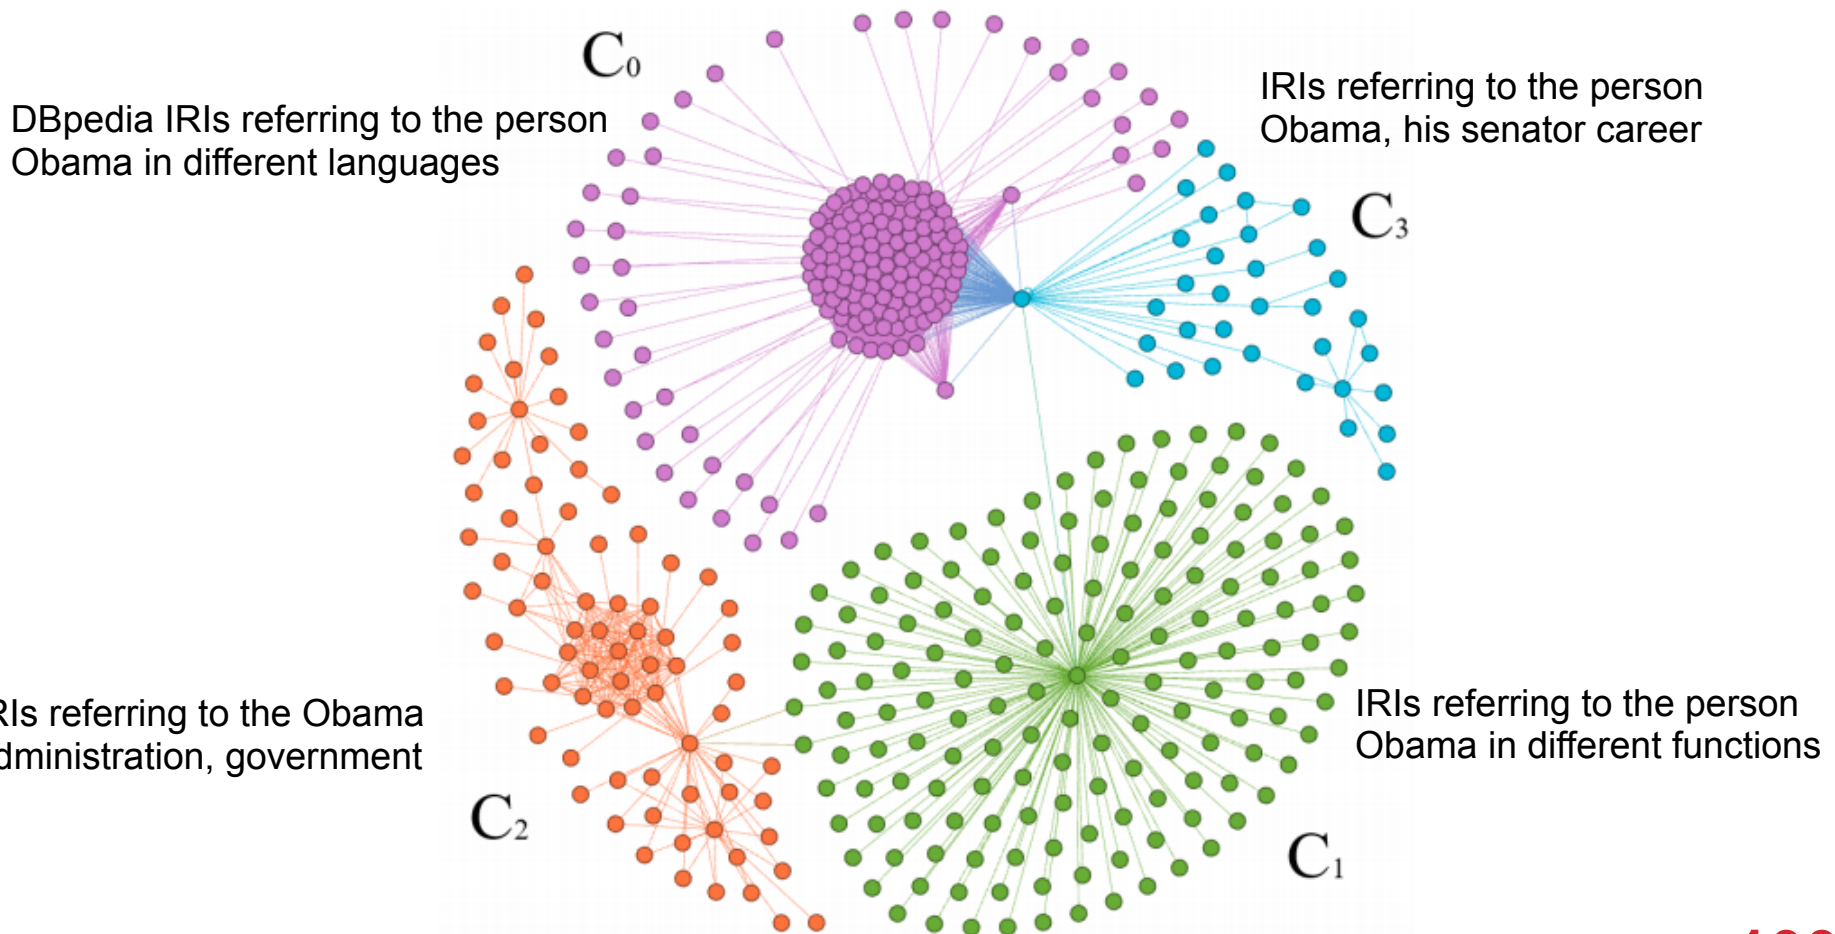 C0
DBpedia IRIs referring to the person
Obama in different languages
IRIs referring to the person
Obama, his senator career
C3
RIs referring to the Obama
dministration, government
C2
IRIs referring to the person
Obama in different functions
C1